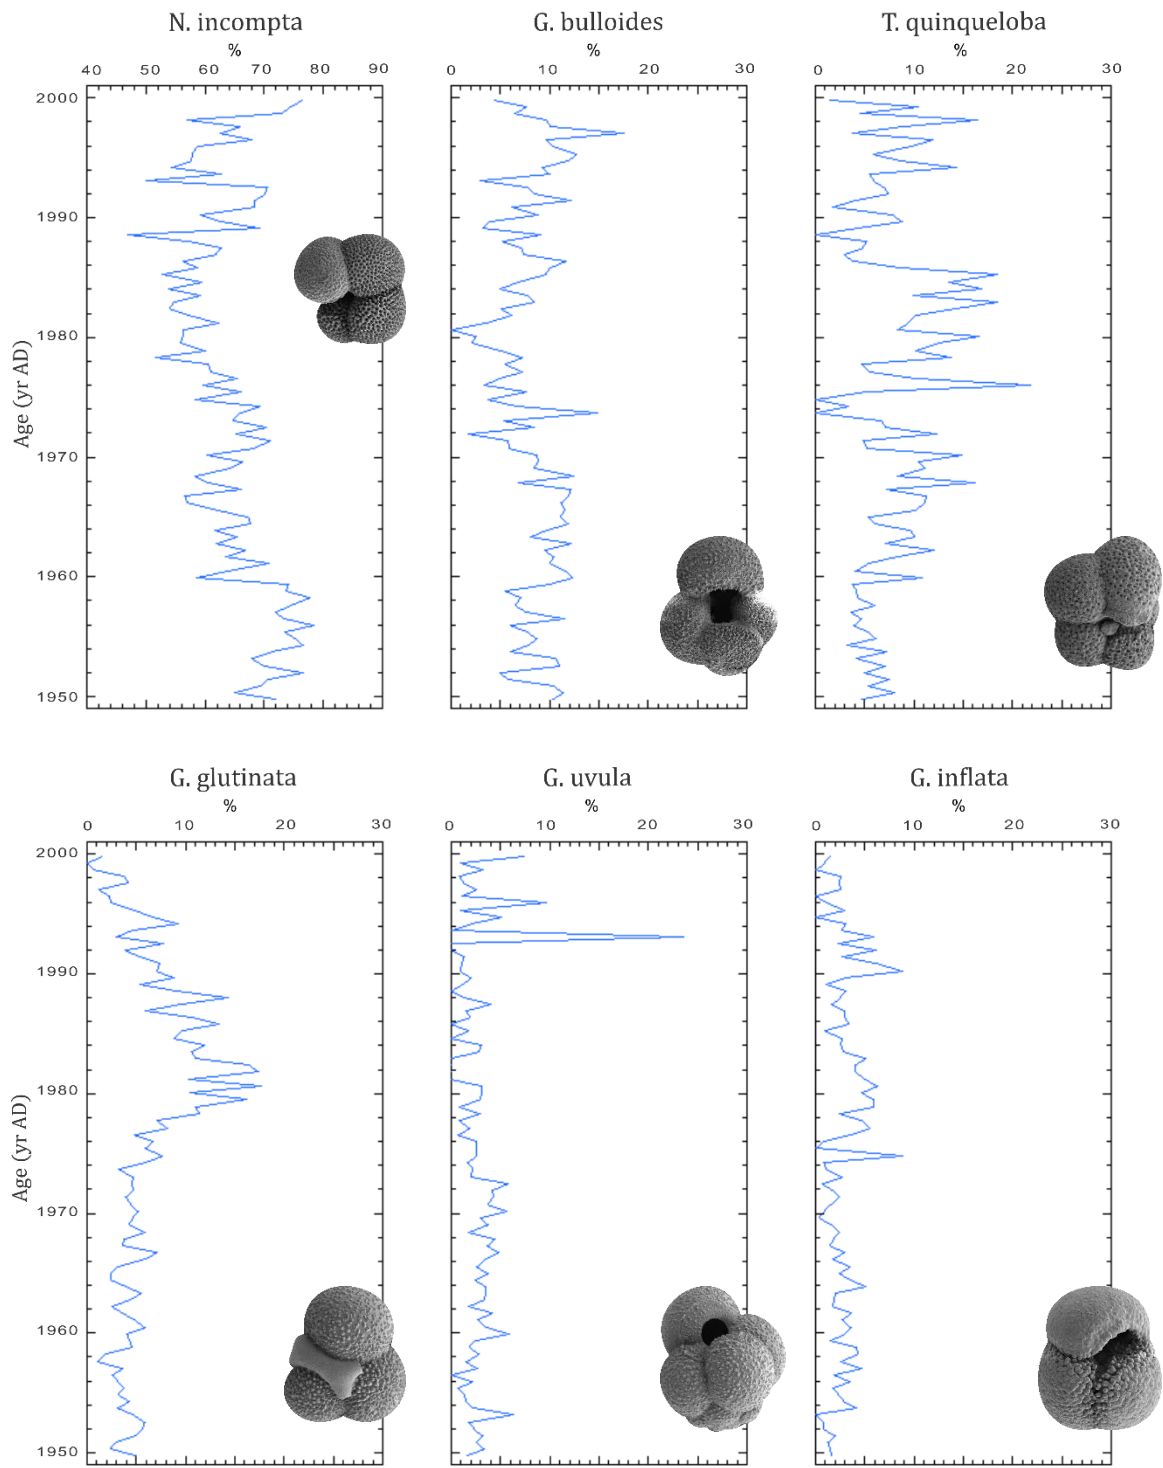 N. incompta G. bulloides T. quinqueloba
% % %
40 50 60 70 80 90 0 10 20 30 0 10 20 30
2000
1990
1980
1970
1960
1950
Age (yr AD)
G. glutinata G. uvula G. inflata
% % %
0 10 20 30 0 10 20 30 0 10 20 30
2000
1990
1980
1970
1960
1950
Age (yr AD)